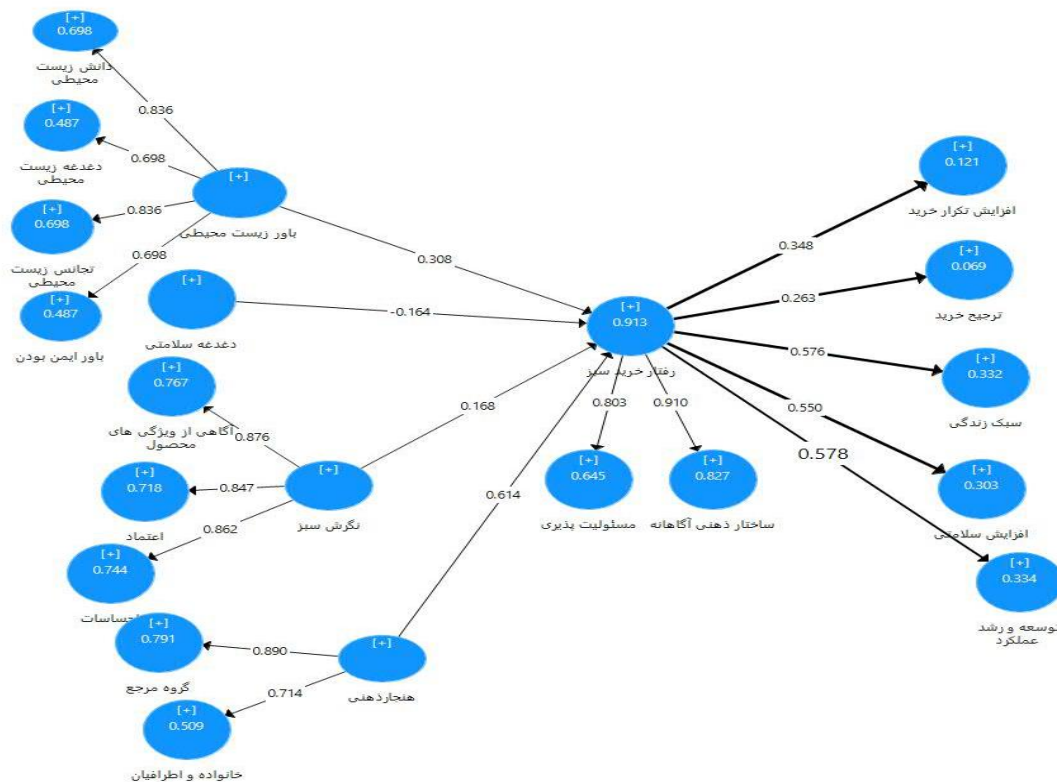 [+]
0.698
دانش زیست
محیطی
0.836
[+]
0.487
دغدغه زیست
محیطی
0.698
[+]
باور زیست محیطی
[+]
0.698
تجانس زیست
محیطی
0.836
[+]
0.487
باور ایمن بودن
0.698
0.308
[+]
دغدغه سلامتی
-0.164
[+]
0.767
آگاهی از ویژگی های
محصول
0.876
[+]
0.718
اعتماد
0.847
[+]
نگرش سبز
0.168
[+]
0.744
احساسات
0.862
[+]
0.791
گروه مرجع
0.890
[+]
هنجارذهنی
0.614
[+]
0.509
خانواده و اطرافیان
0.714
[+]
0.913
رفتار خرید سبز
0.803
0.910
[+]
0.645
مسئولیت پذیری
[+]
0.827
ساختار ذهنی آگاهانه
0.348
[+]
0.121
افزایش تکرار خرید
0.263
[+]
0.069
ترجیح خرید
0.576
[+]
0.332
سبک زندگی
0.550
[+]
0.303
افزایش سلامتی
0.578
[+]
0.334
توسعه و رشد
عملکرد